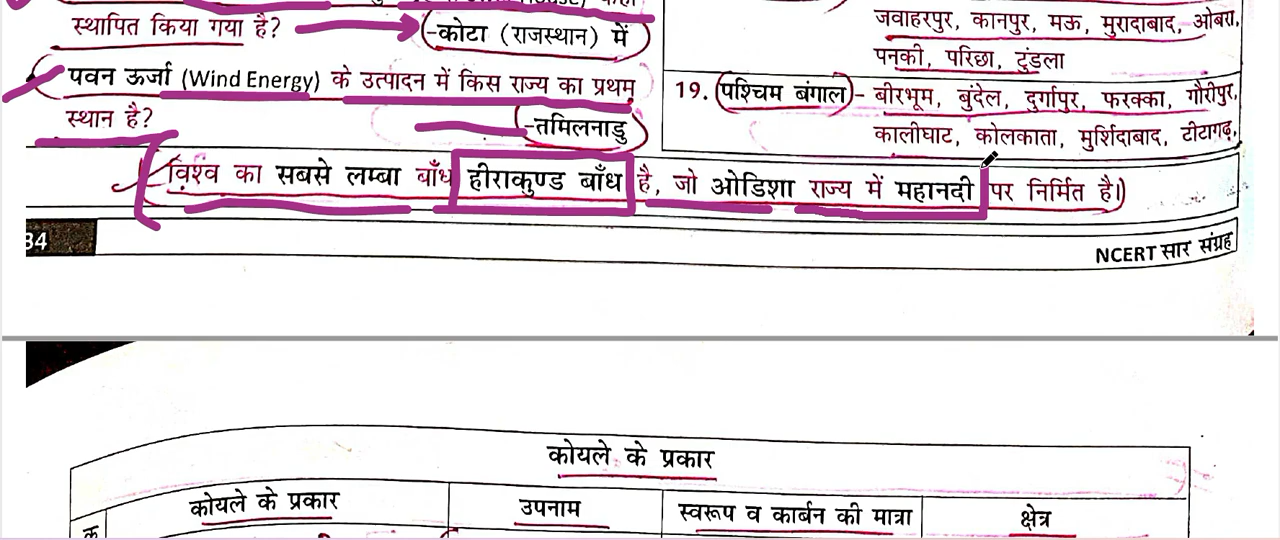 स्थापित किया गया है?
-कोटा (राजस्थान) में
पवन ऊर्जा (Wind Energy) के उत्पादन में किस राज्य का प्रथम
स्थान है?
-तमिलनाडु
जवाहरपुर, कानपुर, मऊ, मुरादाबाद, ओबरा,
पनकी, परिछा, टुंडला
19. पश्चिम बंगाल - बीरभूम, बुंदेल, दुर्गापुर, फरक्का, गौरीपुर,
कालीघाट, कोलकाता, मुर्शिदाबाद, टीटागढ़,
विश्व का सबसे लम्बा बाँध हीराकुण्ड बाँध है, जो ओडिशा राज्य में महानदी पर निर्मित है।
34
NCERT सार संग्रह
कोयले के प्रकार
कोयले के प्रकार उपनाम स्वरूप व कार्बन की मात्रा क्षेत्र